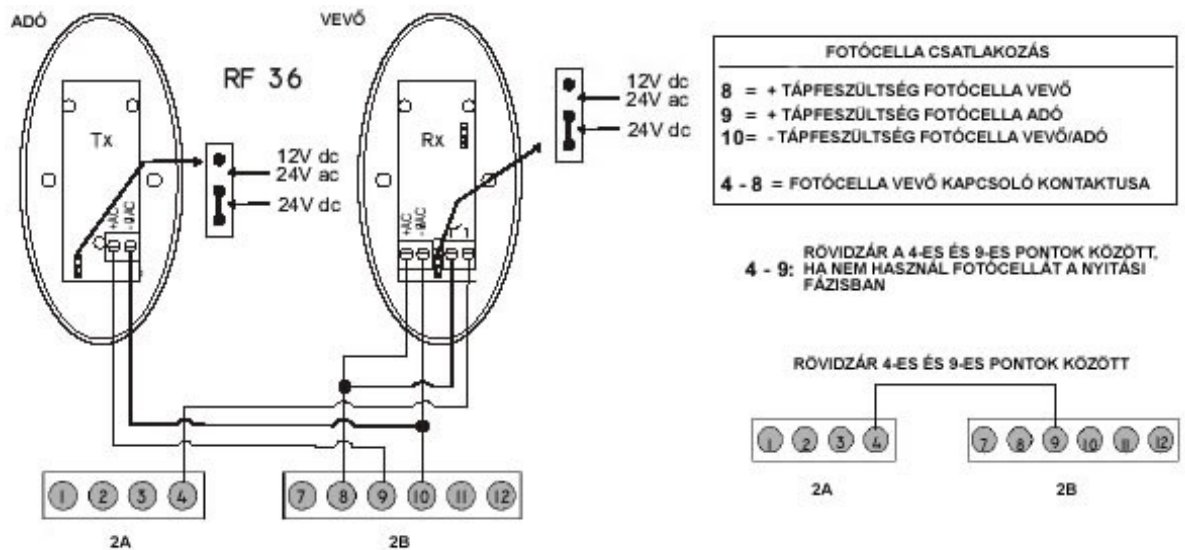 ADÓ
VEVŐ
RF 36
Tx
+AC
-0AC
12V dc
24V ac
24V dc
Rx
+AC
-0AC
12V dc
24V ac
24V dc
1 2 3 4
2A
7 8 9 10 11 12
2B
FOTÓCELLA CSATLAKOZÁS
8 = + TÁPFESZÜLTSÉG FOTÓCELLA VEVŐ
9 = + TÁPFESZÜLTSÉG FOTÓCELLA ADÓ
10= - TÁPFESZÜLTSÉG FOTÓCELLA VEVŐ/ADÓ
4 - 8 = FOTÓCELLA VEVŐ KAPCSOLÓ KONTAKTUSA
4 - 9: RÖVIDZÁR A 4-ES ÉS 9-ES PONTOK KÖZÖTT,
HA NEM HASZNÁL FOTÓCELLÁT A NYITÁSI
FÁZISBAN
RÖVIDZÁR 4-ES ÉS 9-ES PONTOK KÖZÖTT
1 2 3 4
2A
7 8 9 10 11 12
2B